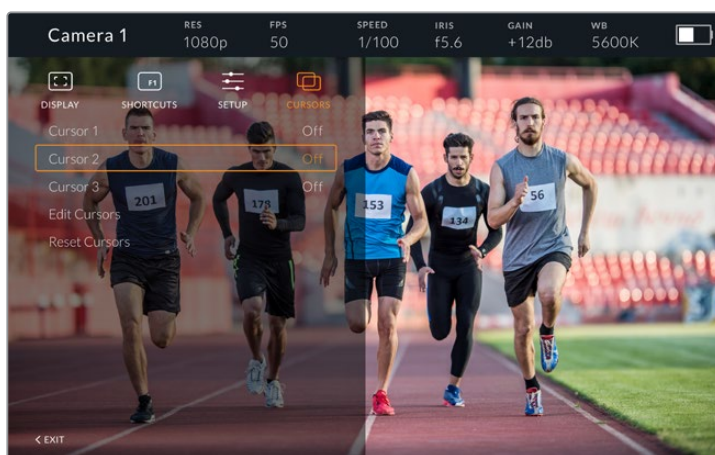 Camera 1
RES FPS SPEED IRIS GAIN WB
1080p 50 1/100 f5.6 +12db 5600K
F1
DISPLAY SHORTCUTS SETUP CURSORS
Cursor 1 Off
Cursor 2 Off
Cursor 3 Off
Edit Cursors
Reset Cursors
201 178 153 134 56
< EXIT